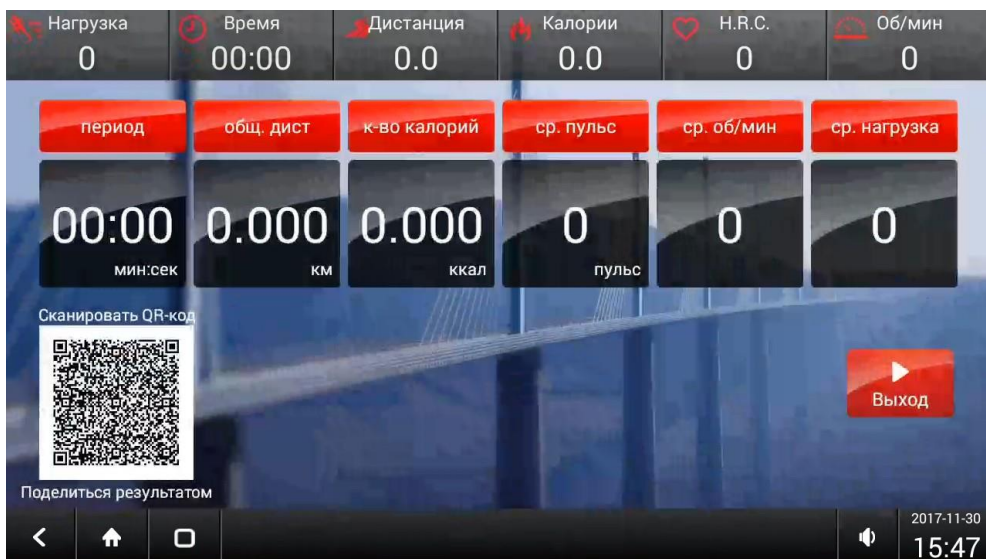 Нагрузка Время Дистанция Калории H.R.C. Об/мин
0 00:00 0.0 0.0 0 0
период общ. дист к-во калорий ср. пульс ср. об/мин ср. нагрузка
00:00 0.000 0.000 0 0 0
мин:сек км ккал пульс
Сканировать QR-код
Выход
Поделиться результатом
2017-11-30
15:47